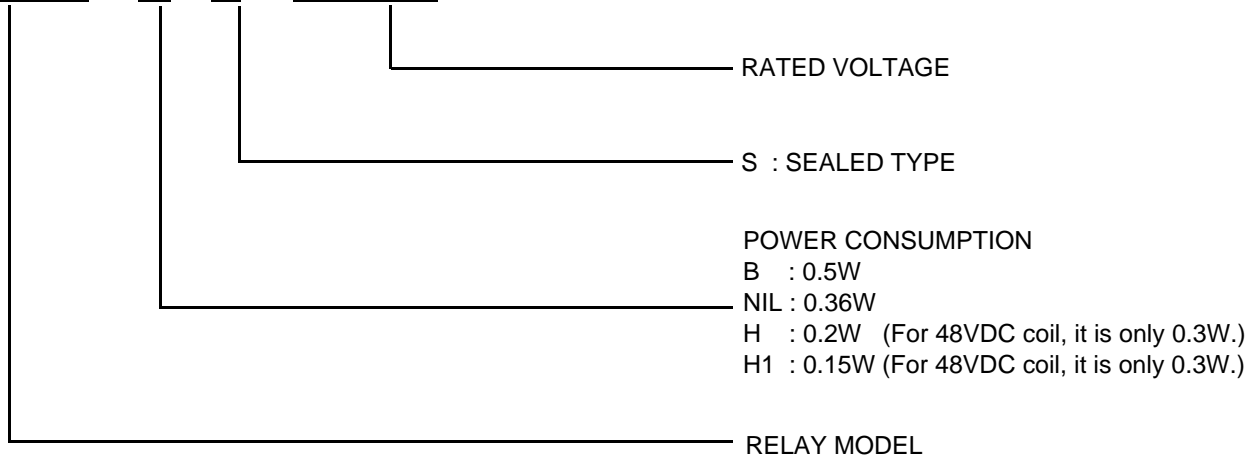 RATED VOLTAGE
S : SEALED TYPE
POWER CONSUMPTION
B : 0.5W
NIL : 0.36W
H : 0.2W (For 48VDC coil, it is only 0.3W.)
H1 : 0.15W (For 48VDC coil, it is only 0.3W.)
RELAY MODEL